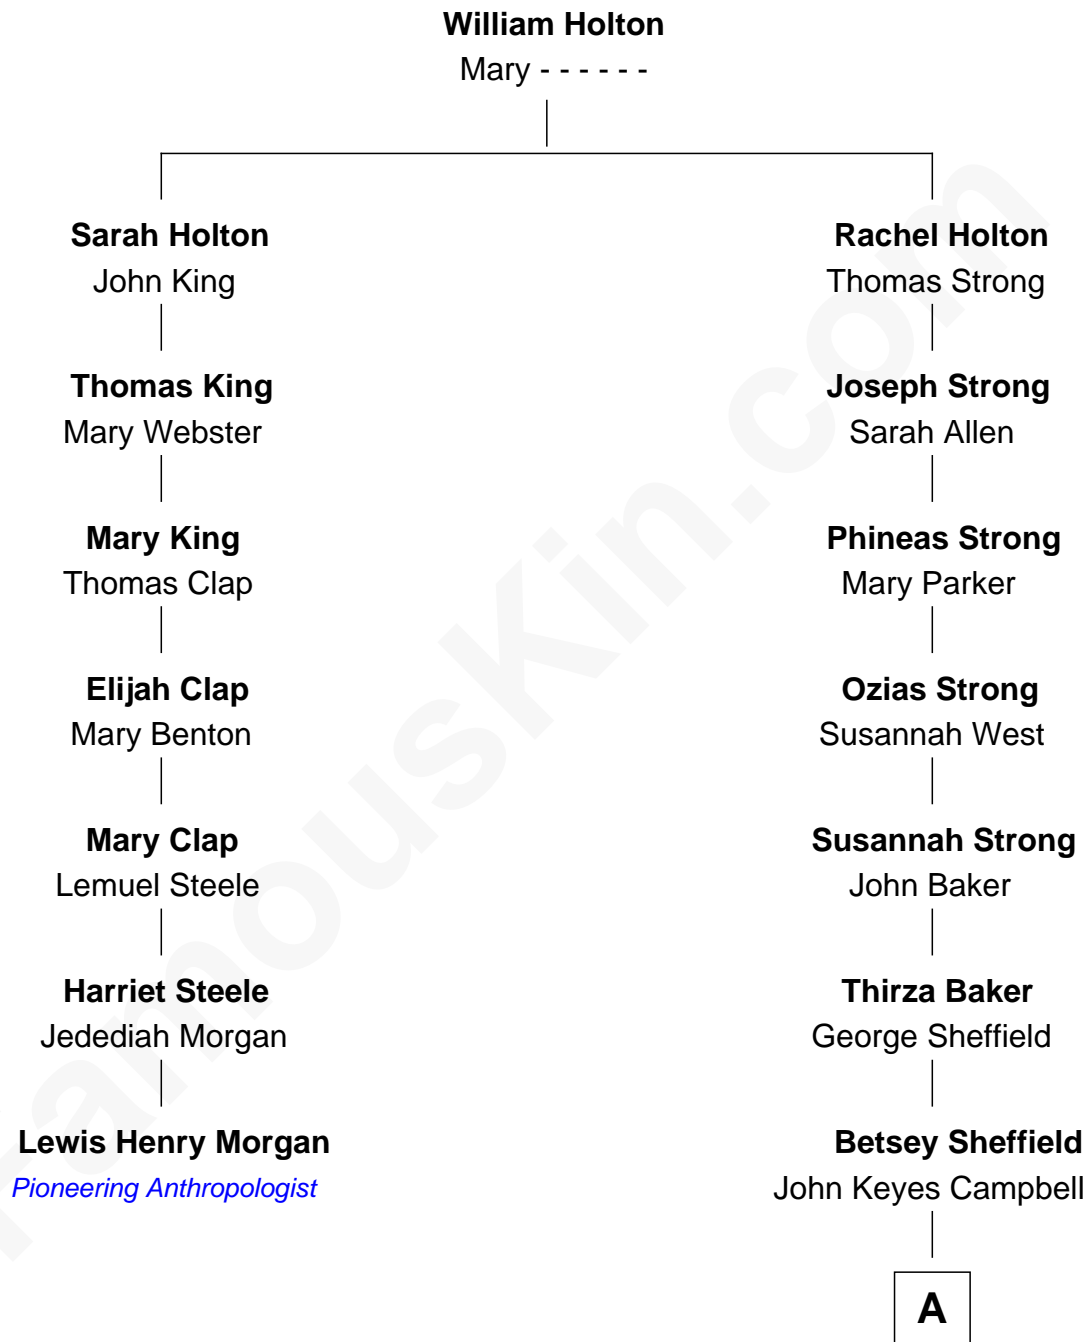 William Holton
Mary - - - - - -
Sarah Holton
John King
Rachel Holton
Thomas Strong
Thomas King
Mary Webster
Joseph Strong
Sarah Allen
Mary King
Thomas Clap
Phineas Strong
Mary Parker
Elijah Clap
Mary Benton
Ozias Strong
Susannah West
Mary Clap
Lemuel Steele
Susannah Strong
John Baker
Harriet Steele
Jedediah Morgan
Thirza Baker
George Sheffield
Lewis Henry Morgan
Pioneering Anthropologist
Betsey Sheffield
John Keyes Campbell
A
FamousKin.com